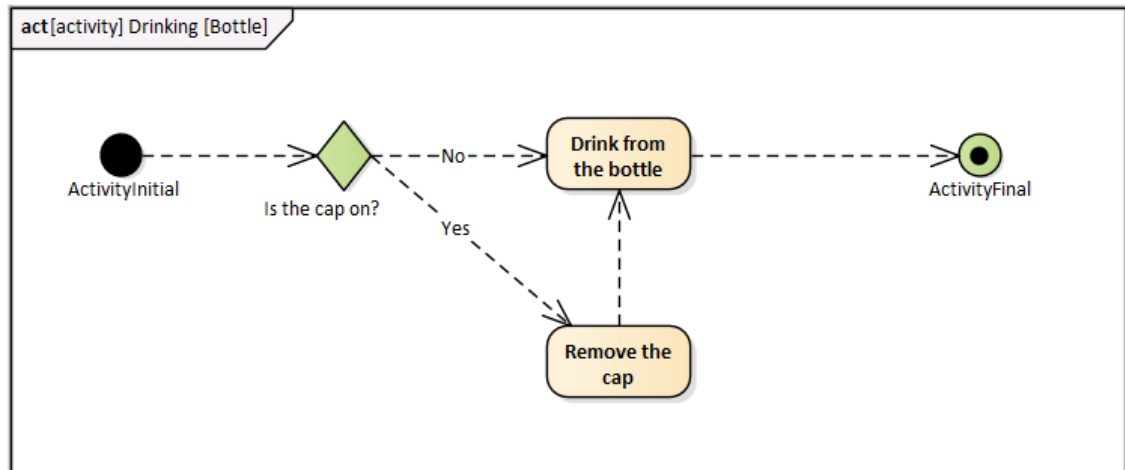 act [activity] Drinking [Bottle]
ActivityInitial
Is the cap on?
No
Yes
Drink from
the bottle
Remove the
cap
ActivityFinal